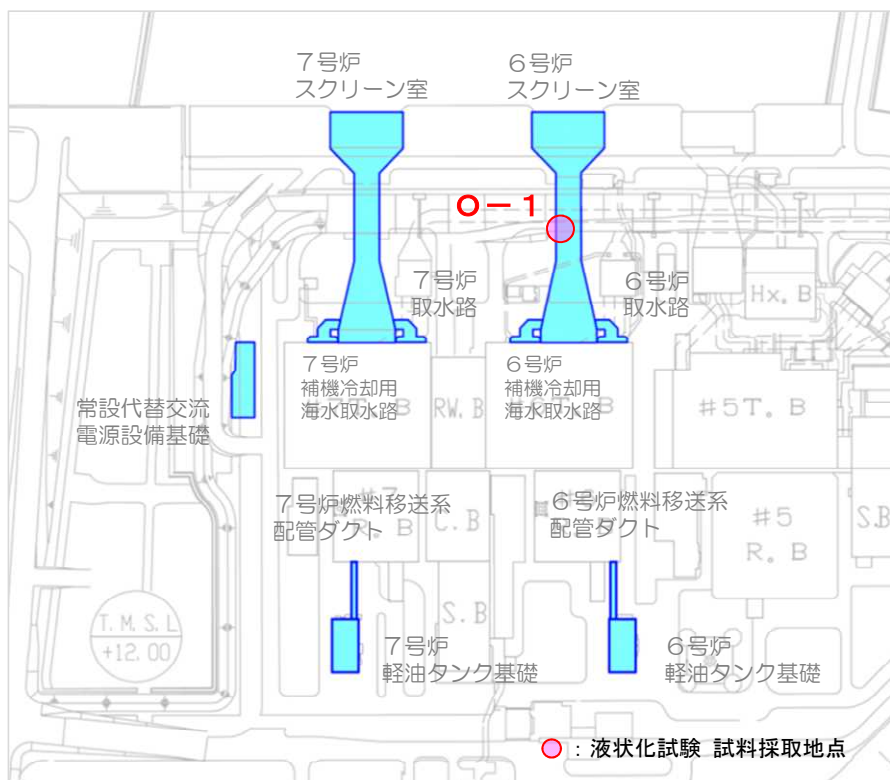 ７号炉
スクリーン室
６号炉
スクリーン室
O－１
７号炉
取水路
６号炉
取水路
Hx. B
７号炉
補機冷却用
海水取水路
６号炉
補機冷却用
海水取水路
常設代替交流
電源設備基礎
#7T. B
RW. B
#6T. B
#5T. B
７号炉燃料移送系
配管ダクト
６号炉燃料移送系
配管ダクト
#7
R. B
C. B
#5
R. B
S.B
T. M. S. L
+12. 00
S. B
７号炉
軽油タンク基礎
６号炉
軽油タンク基礎
：液状化試験 試料採取地点